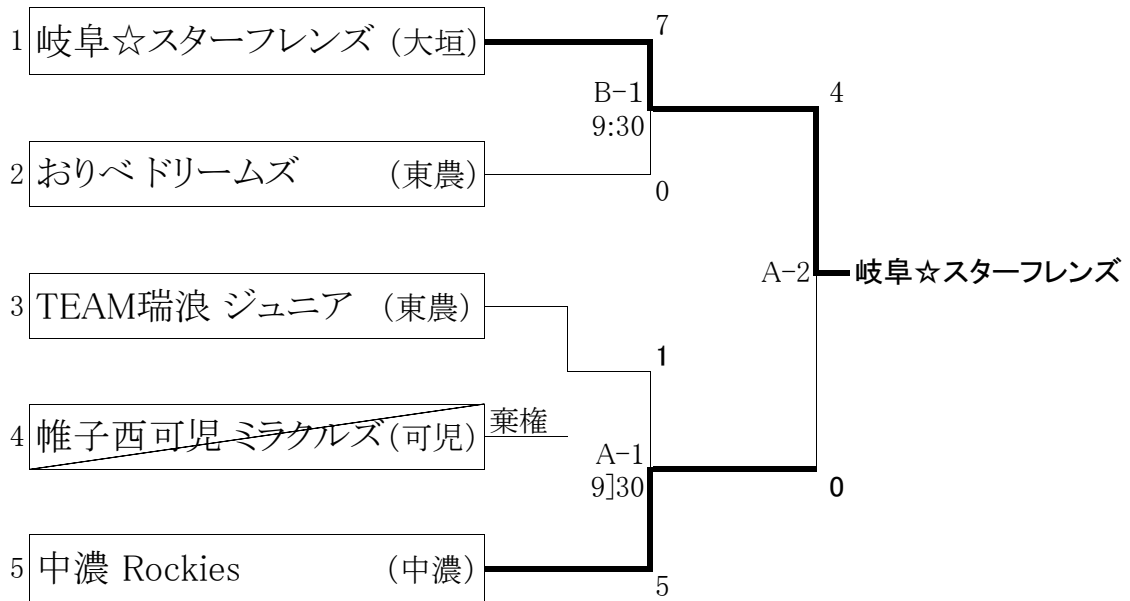 1 岐阜☆スターフレンズ (大垣)
7
B-1
9:30
4
2 おりべ ドリームズ (東農)
0
A-2 岐阜☆スターフレンズ
3 TEAM瑞浪 ジュニア (東農)
1
4 帷子西可児 ミラクルズ (可児) 棄権
A-1
9]30
0
5 中濃 Rockies (中濃)
5